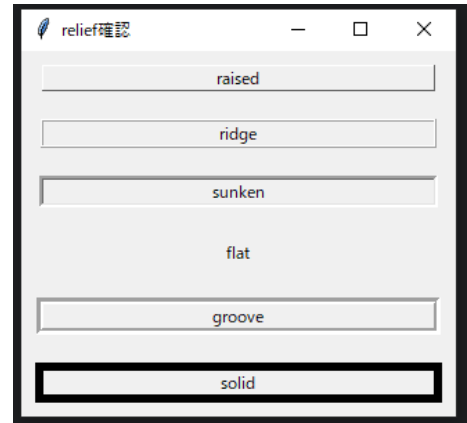 relief確認
raised
ridge
sunken
flat
groove
solid